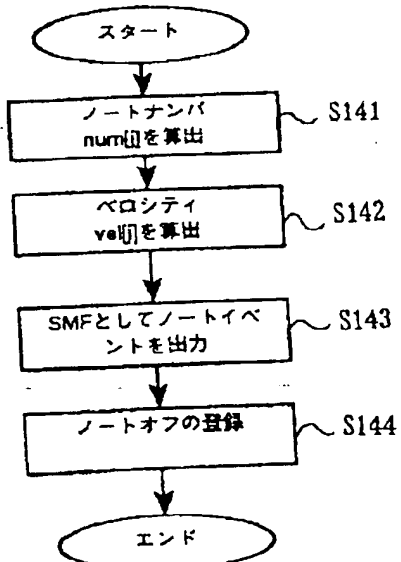 スタート
ノートナンバ
num[j]を算出
S141
ベロシティ
vel[j]を算出
S142
SMFとしてノートイベ
ントを出力
S143
ノートオフの登録
S144
エンド